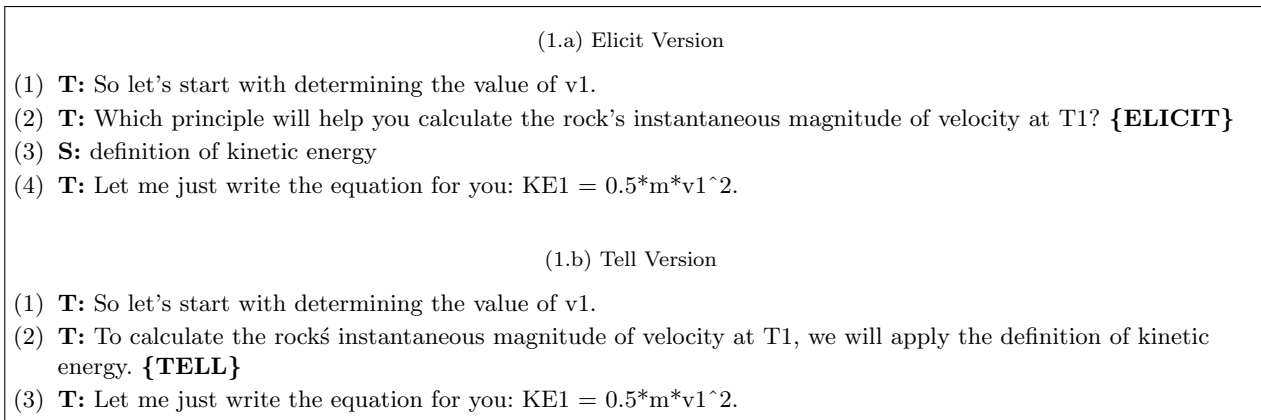 (1.a) Elicit Version
(1) T: So let's start with determining the value of v1.
(2) T: Which principle will help you calculate the rock's instantaneous magnitude of velocity at T1? {ELICIT}
(3) S: definition of kinetic energy
(4) T: Let me just write the equation for you: KE1 = 0.5*m*v1ˆ2.
(1.b) Tell Version
(1) T: So let's start with determining the value of v1.
(2) T: To calculate the rockś instantaneous magnitude of velocity at T1, we will apply the definition of kinetic
energy. {TELL}
(3) T: Let me just write the equation for you: KE1 = 0.5*m*v1ˆ2.